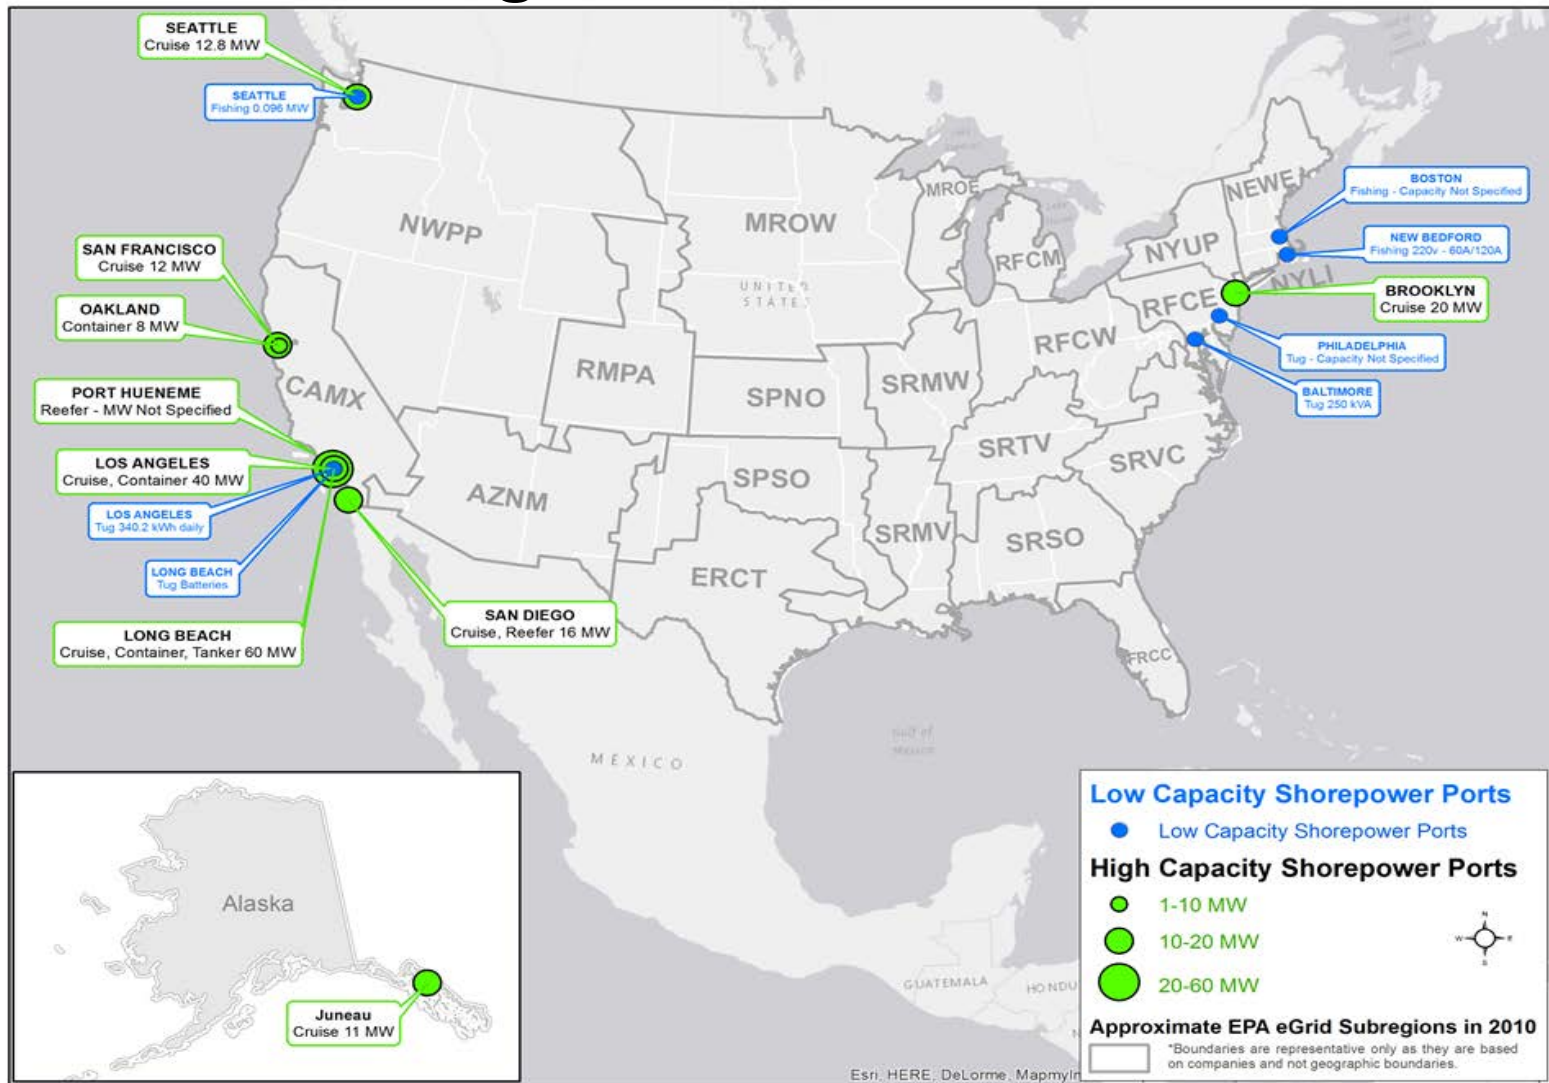 SEATTLE
Cruise 12.8 MW
SEATTLE
Fishing 0.096 MW
SAN FRANCISCO
Cruise 12 MW
OAKLAND
Container 8 MW
PORT HUENEME
Reefer - MW Not Specified
LOS ANGELES
Cruise, Container 40 MW
LOS ANGELES
Tug 340.2 kWh daily
LONG BEACH
Tug Batteries
LONG BEACH
Cruise, Container, Tanker 60 MW
SAN DIEGO
Cruise, Reefer 16 MW
BOSTON
Fishing - Capacity Not Specified
NEW BEDFORD
Fishing 220v - 60A/120A
BROOKLYN
Cruise 20 MW
PHILADELPHIA
Tug - Capacity Not Specified
BALTIMORE
Tug 250 kVA
NWPP
MROW
MROE
RFCM
NEWE
NYUP
NYLI
RFCE
RFCW
UNITED
STATES
CAMX
RMPA
SPNO
SRMW
SRTV
SRVC
AZNM
SPSO
SRMV
SRSO
ERCT
FRCC
Gulf of
Mexico
MEXICO
GUATEMALA
HONDU
Alaska
Juneau
Cruise 11 MW
Low Capacity Shorepower Ports
Low Capacity Shorepower Ports
High Capacity Shorepower Ports
1-10 MW
10-20 MW
20-60 MW
N
W
E
S
Approximate EPA eGrid Subregions in 2010
*Boundaries are representative only as they are based
on companies and not geographic boundaries.
Esri, HERE, DeLorme, MapmyIn